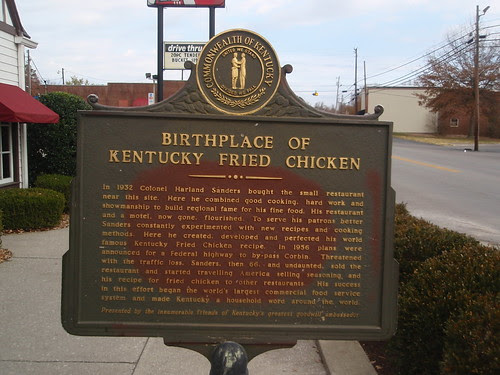 COMMONWEALTH OF KENTUCKY
drive thru
BIRTHPLACE OF
KENTUCKY FRIED CHICKEN
In 1932 Colonel Harland Sanders bought the small restaurant
near this site. Here he combined good cooking, hard work and
showmanship to build regional fame for his fine food. His restaurant
and a motel, now gone, flourished. To serve his patrons better
Sanders constantly experimented with new recipes and cooking
methods. Here he created, developed and perfected his world
famous Kentucky Fried Chicken recipe. In 1956 plans were
announced for a Federal highway to by-pass Corbin. Threatened
with the traffic loss, Sanders, then 66, and undaunted, sold the
restaurant and started travelling America selling seasoning, and
his recipe for fried chicken to other restaurants. His success
in this effort began the world's largest commercial food service
system and made Kentucky a household word around the world.
Presented by the innumerable friends of Kentucky's greatest goodwill ambassador